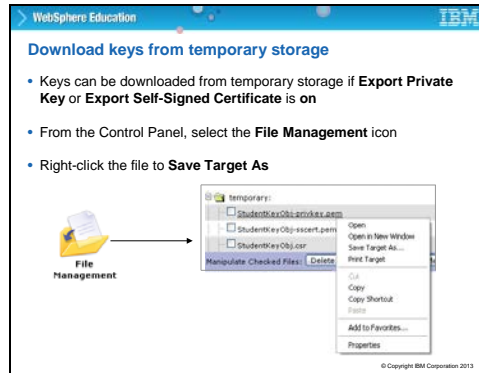 WebSphere Education
IBM
Download keys from temporary storage
• Keys can be downloaded from temporary storage if Export Private
Key or Export Self-Signed Certificate is on
• From the Control Panel, select the File Management icon
• Right-click the file to Save Target As
File
Management
temporary:
StudentKeyObj-privkey.pem
StudentKeyObj-sscert.pem
StudentKeyObj.csr
Manipulate Checked Files: Delete
Open
Open in New Window
Save Target As...
Print Target
Cut
Copy
Copy Shortcut
Paste
Add to Favorites...
Properties
© Copyright IBM Corporation 2013